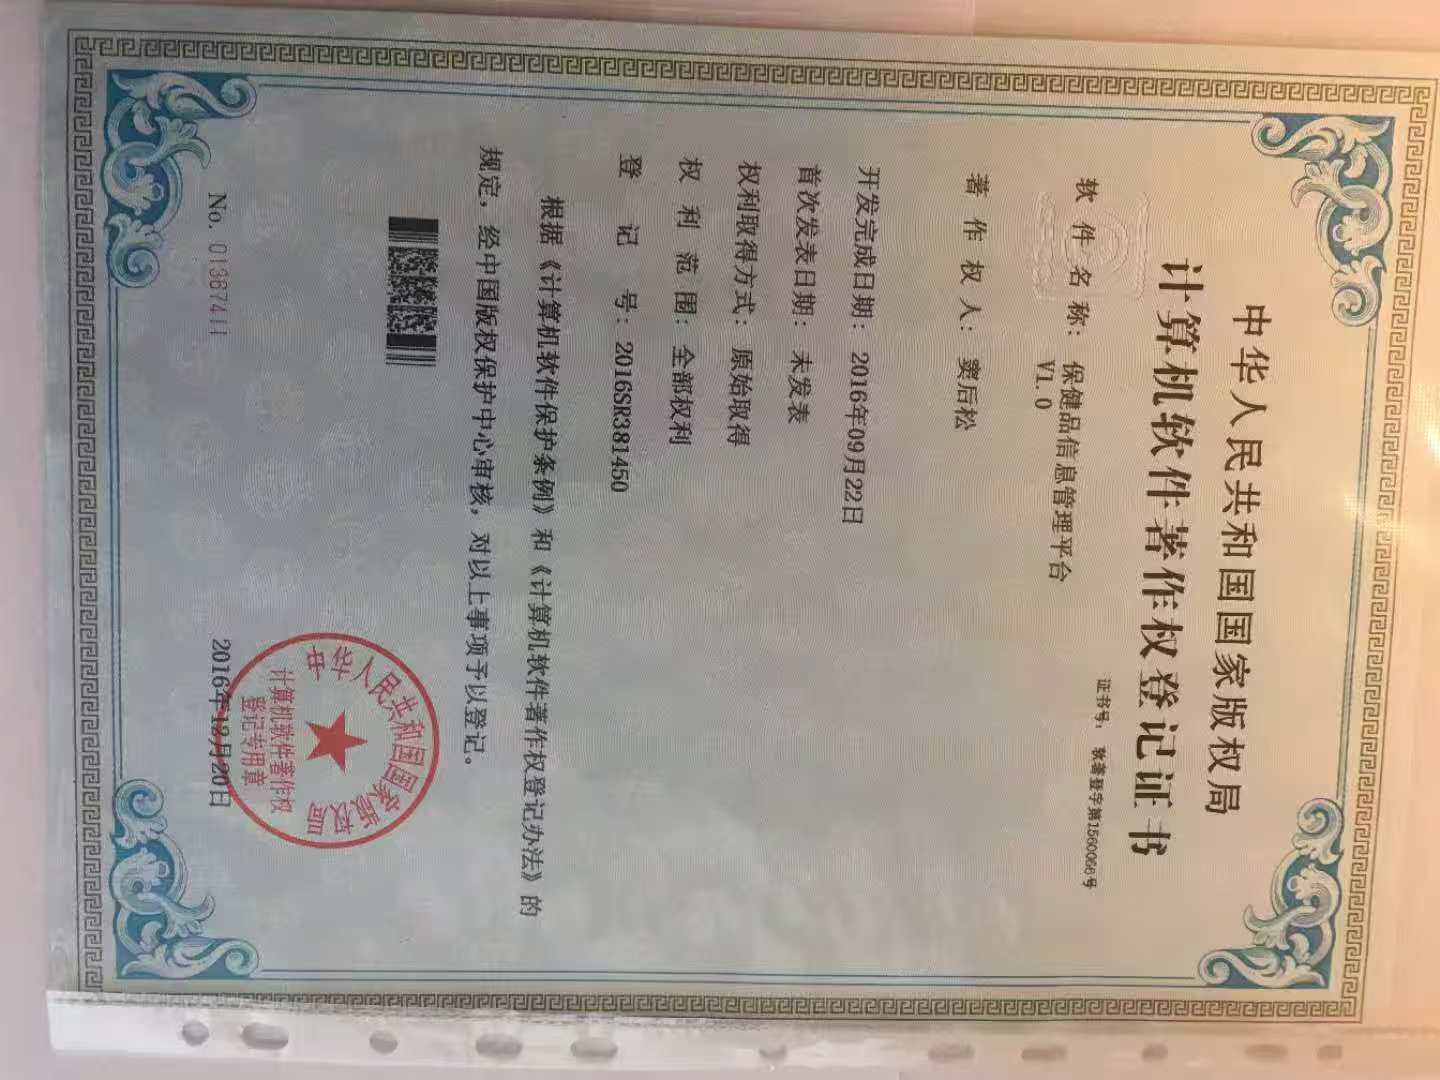 中华人民共和国国家版权局
计算机软件著作权登记证书
证书号： 软著登字第1560066号
软件名称： 保健品信息管理平台
V1.0
著作权人： 窦后松
开发完成日期： 2016年09月22日
首次发表日期： 未发表
权利取得方式： 原始取得
权利范围： 全部权利
登记号： 2016SR381450
根据《计算机软件保护条例》和《计算机软件著作权登记办法》的
规定，经中国版权保护中心审核，对以上事项予以登记。
No. 01387411
中华人民共和国国家版权局
计算机软件著作权
登记专用章
2016年12月20日